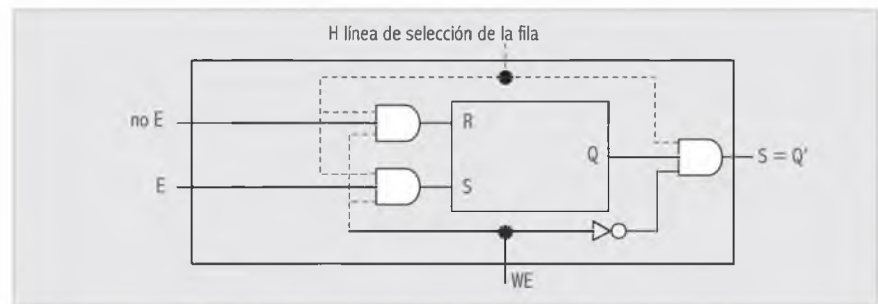 H línea de selección de la fila
no E
R
Q
S = Q'
E
S
WE